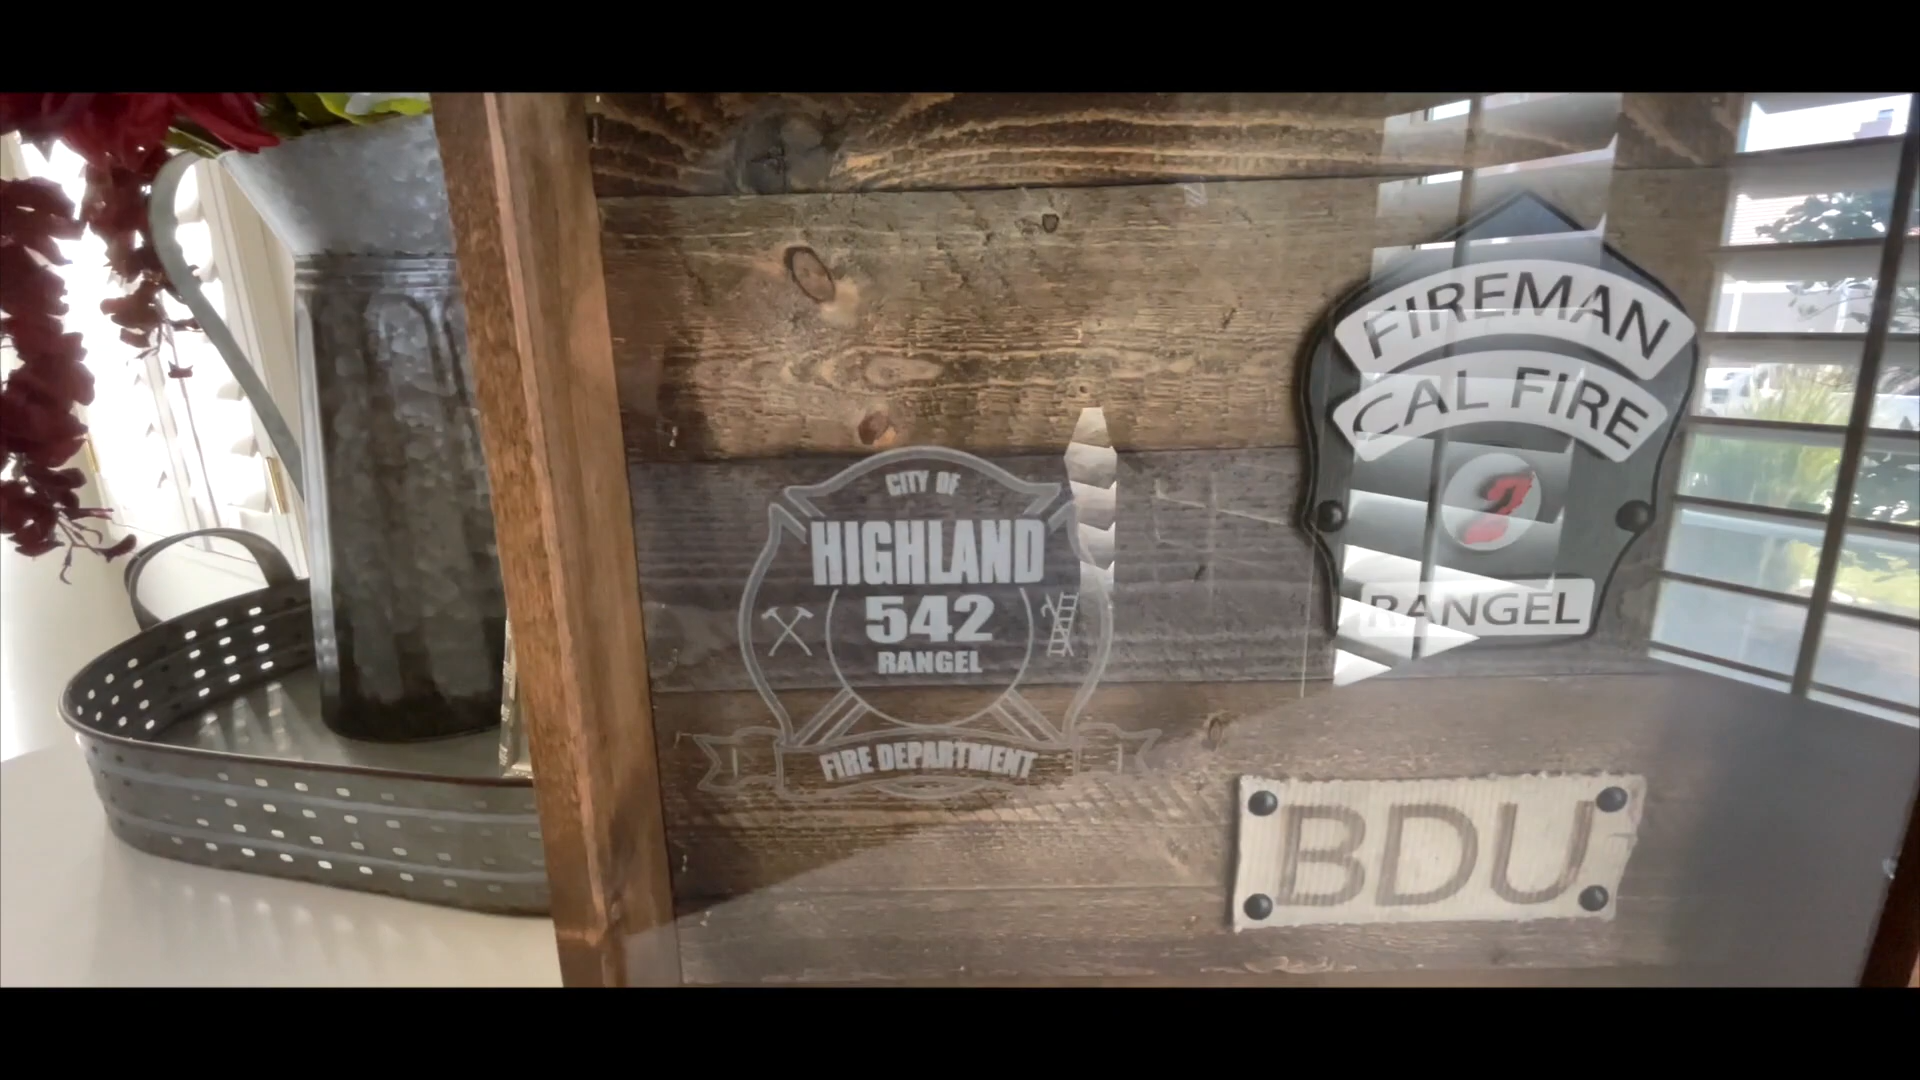 CITY OF
HIGHLAND
542
RANGEL
FIRE DEPARTMENT
FIREMAN
CAL FIRE
RANGEL
BDU